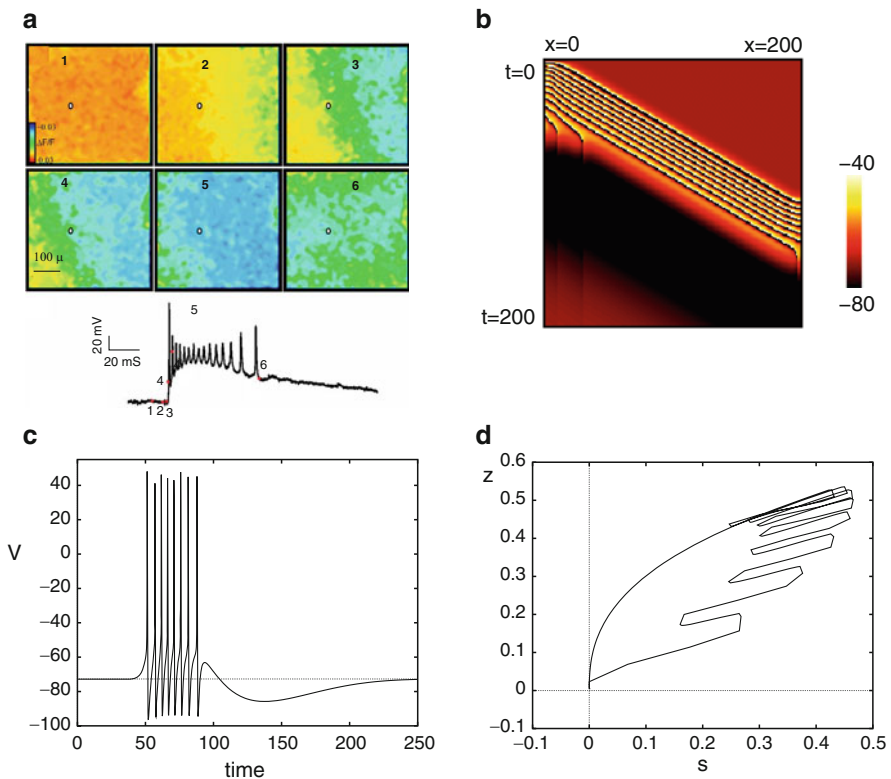 a
1
2
3
−0.03
ΔF/F
0.03
4
5
6
100 μ
20 mV
20 mS
5
4
1 2 3
6
b
x=0
x=200
t=0
t=200
−40
−80
c
V
40
20
0
−20
−40
−60
−80
−100
0
50
100
150
200
250
time
d
z
0.6
0.5
0.4
0.3
0.2
0.1
0
−0.1
−0.1
0
0.1
0.2
0.3
0.4
0.5
s